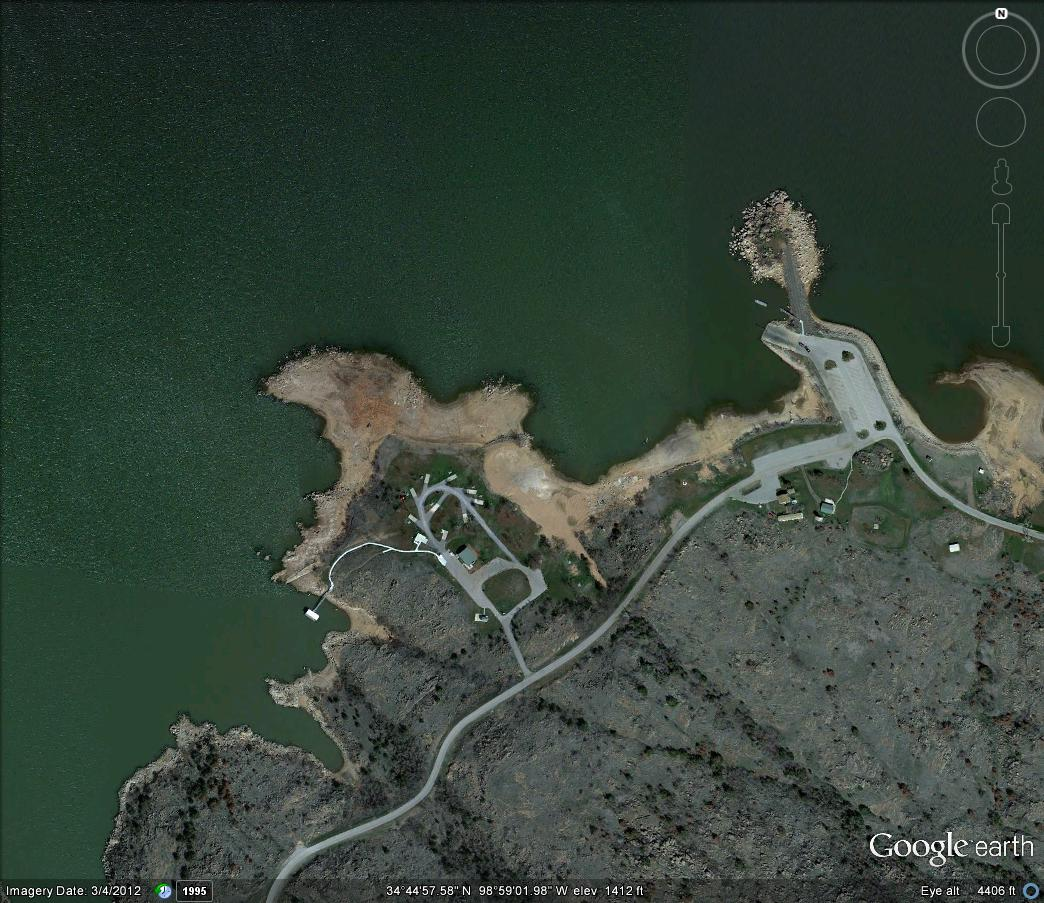 N
Google earth
Imagery Date: 3/4/2012 1995 34°44'57.58" N 98°59'01.98" W elev 1412 ft Eye alt 4406 ft